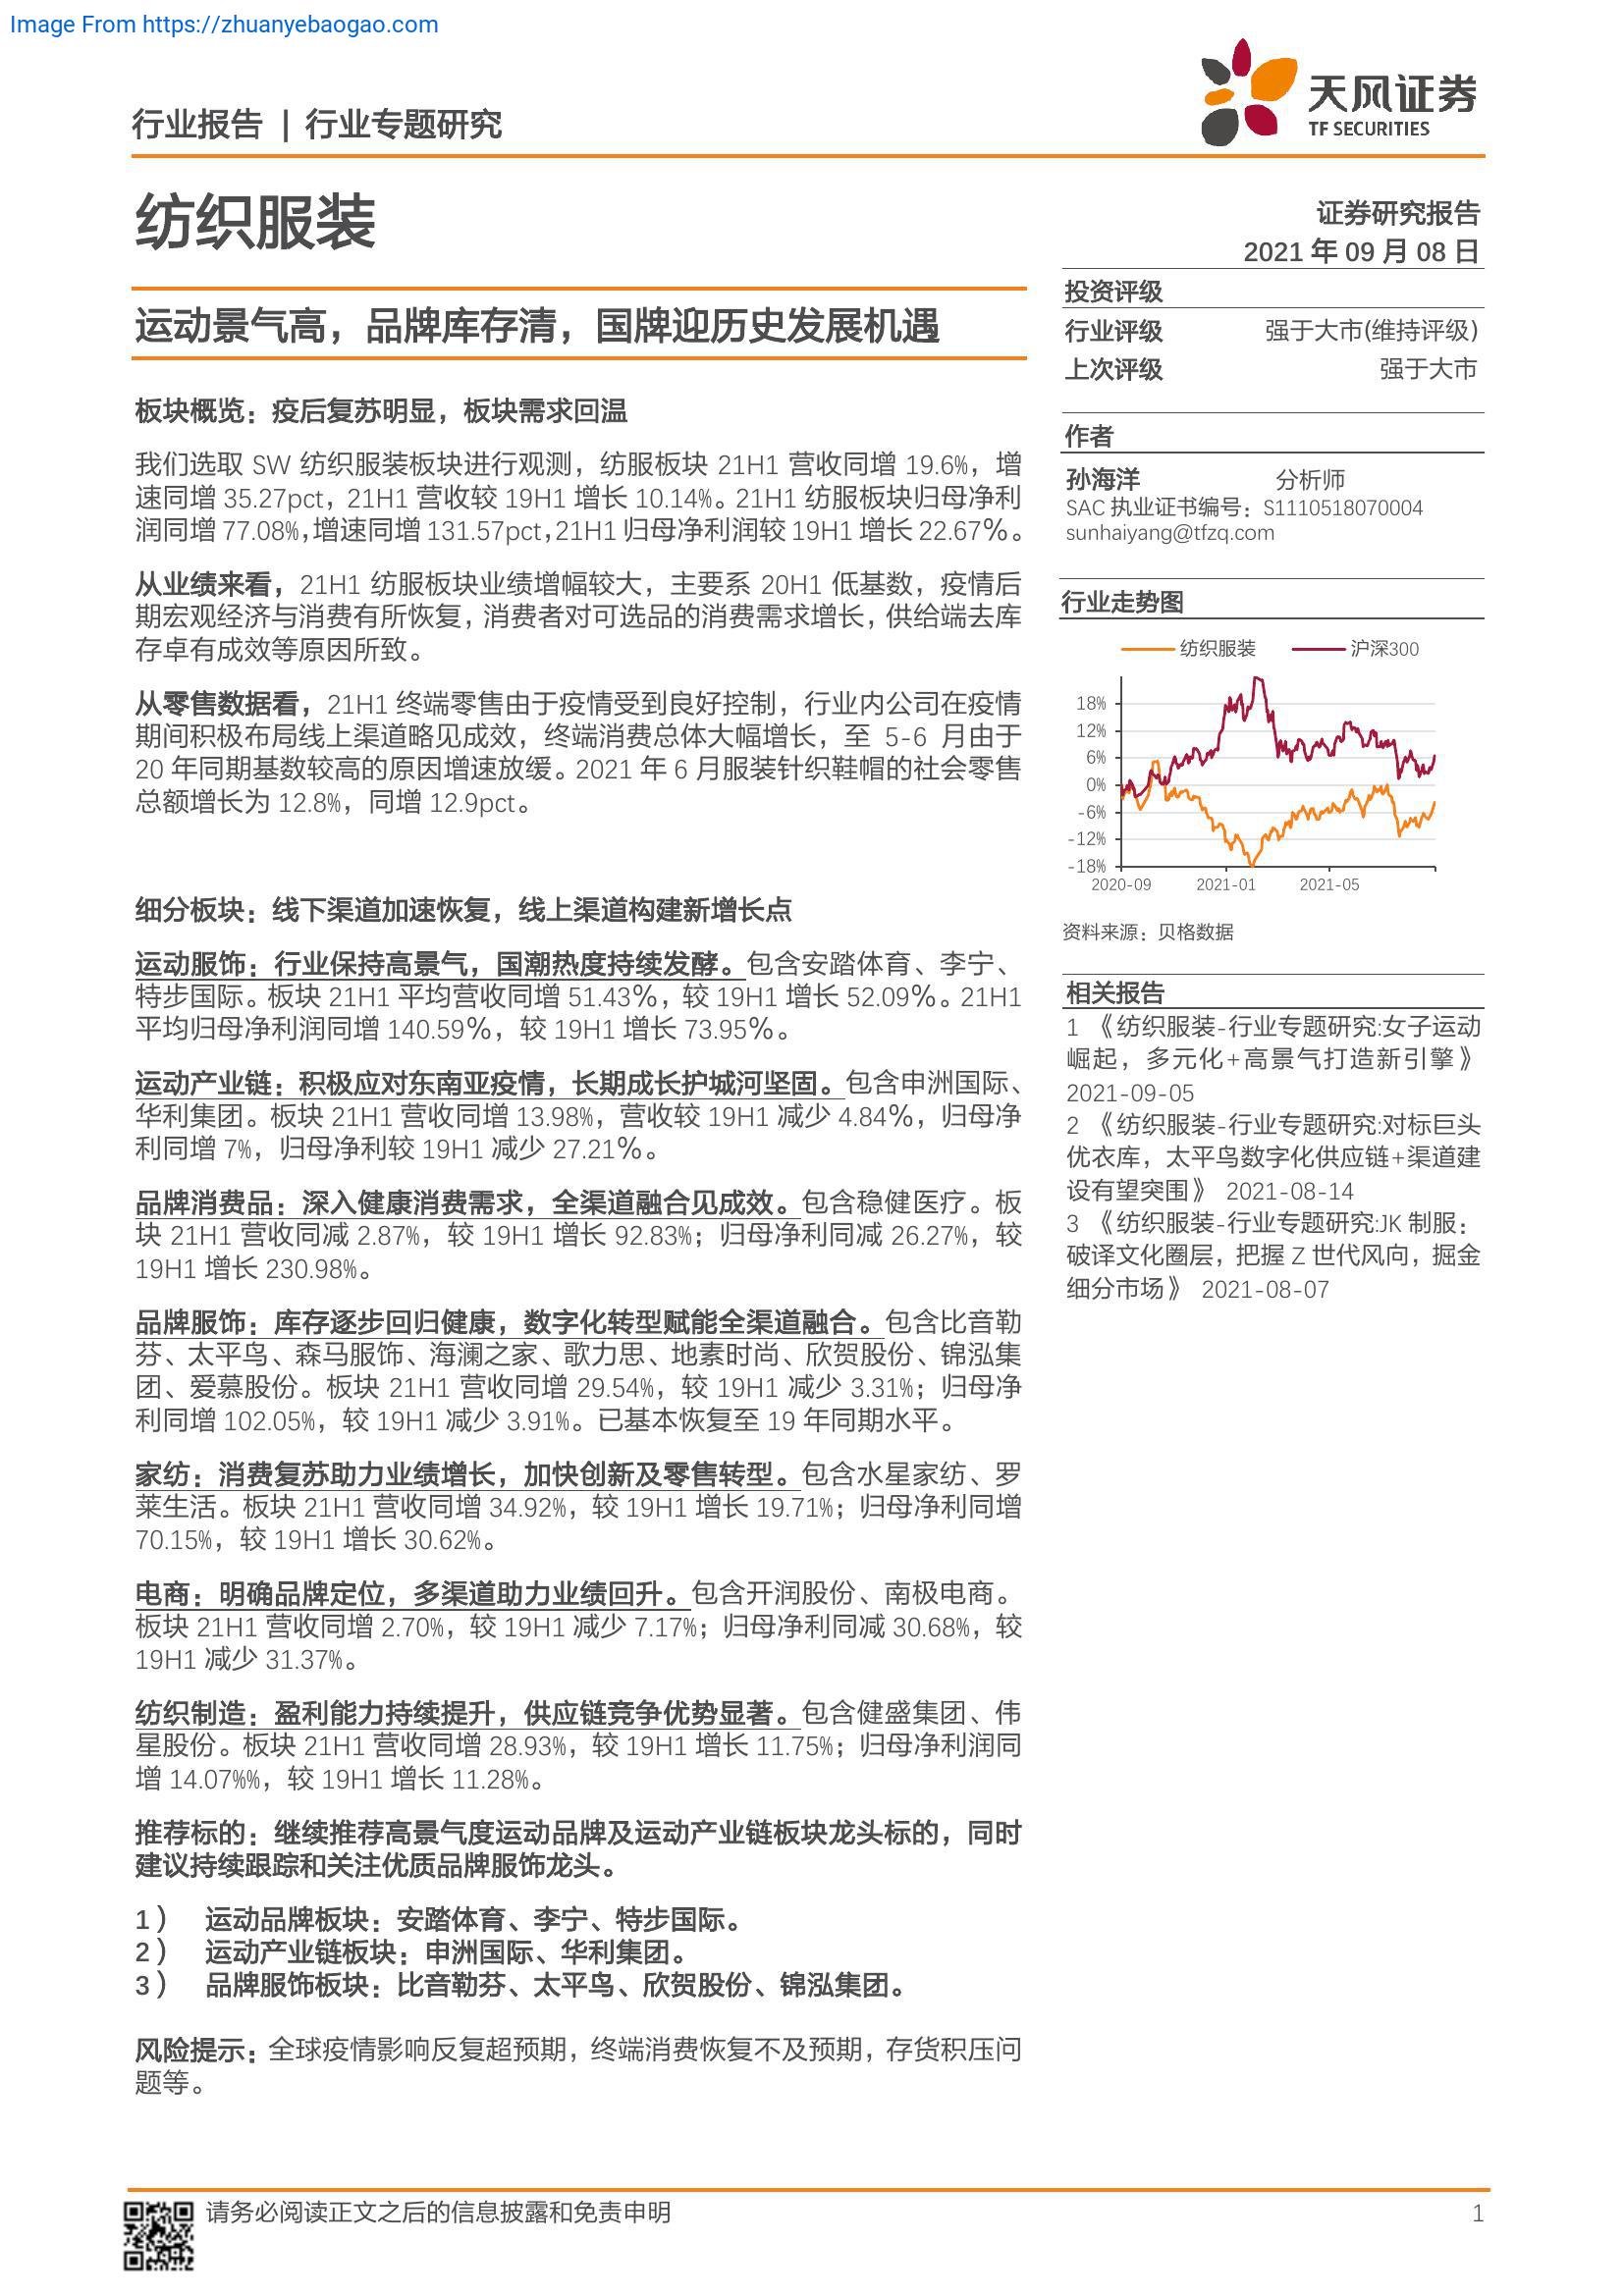 Image From https://zhuanyebaogao.com
天风证券
TF SECURITIES
行业报告 | 行业专题研究
纺织服装
证券研究报告
2021 年 09 月 08 日
运动景气高，品牌库存清，国牌迎历史发展机遇
板块概览：疫后复苏明显，板块需求回温
我们选取 SW 纺织服装板块进行观测，纺服板块 21H1 营收同增 19.6%，增
速同增 35.27pct，21H1 营收较 19H1 增长 10.14%。21H1 纺服板块归母净利
润同增 77.08%,增速同增 131.57pct,21H1 归母净利润较 19H1 增长 22.67%。
从业绩来看，21H1 纺服板块业绩增幅较大，主要系 20H1 低基数，疫情后
期宏观经济与消费有所恢复，消费者对可选品的消费需求增长，供给端去库
存卓有成效等原因所致。
从零售数据看，21H1 终端零售由于疫情受到良好控制，行业内公司在疫情
期间积极布局线上渠道略见成效，终端消费总体大幅增长，至 5-6 月由于
20 年同期基数较高的原因增速放缓。2021 年 6 月服装针织鞋帽的社会零售
总额增长为 12.8%，同增 12.9pct。
细分板块：线下渠道加速恢复，线上渠道构建新增长点
运动服饰：行业保持高景气，国潮热度持续发酵。包含安踏体育、李宁、
特步国际。板块 21H1 平均营收同增 51.43%，较 19H1 增长 52.09%。21H1
平均归母净利润同增 140.59%，较 19H1 增长 73.95%。
运动产业链：积极应对东南亚疫情，长期成长护城河坚固。包含申洲国际、
华利集团。板块 21H1 营收同增 13.98%，营收较 19H1 减少 4.84%，归母净
利同增 7%，归母净利较 19H1 减少 27.21%。
品牌消费品：深入健康消费需求，全渠道融合见成效。包含稳健医疗。板
块 21H1 营收同减 2.87%，较 19H1 增长 92.83%；归母净利同减 26.27%，较
19H1 增长 230.98%。
品牌服饰：库存逐步回归健康，数字化转型赋能全渠道融合。包含比音勒
芬、太平鸟、森马服饰、海澜之家、歌力思、地素时尚、欣贺股份、锦泓集
团、爱慕股份。板块 21H1 营收同增 29.54%，较 19H1 减少 3.31%；归母净
利同增 102.05%，较 19H1 减少 3.91%。已基本恢复至 19 年同期水平。
家纺：消费复苏助力业绩增长，加快创新及零售转型。包含水星家纺、罗
莱生活。板块 21H1 营收同增 34.92%，较 19H1 增长 19.71%；归母净利同增
70.15%，较 19H1 增长 30.62%。
电商：明确品牌定位，多渠道助力业绩回升。包含开润股份、南极电商。
板块 21H1 营收同增 2.70%，较 19H1 减少 7.17%；归母净利同减 30.68%，较
19H1 减少 31.37%。
纺织制造：盈利能力持续提升，供应链竞争优势显著。包含健盛集团、伟
星股份。板块 21H1 营收同增 28.93%，较 19H1 增长 11.75%；归母净利润同
增 14.07%%，较 19H1 增长 11.28%。
推荐标的：继续推荐高景气度运动品牌及运动产业链板块龙头标的，同时
建议持续跟踪和关注优质品牌服饰龙头。
1） 运动品牌板块：安踏体育、李宁、特步国际。
2） 运动产业链板块：申洲国际、华利集团。
3） 品牌服饰板块：比音勒芬、太平鸟、欣贺股份、锦泓集团。
风险提示：全球疫情影响反复超预期，终端消费恢复不及预期，存货积压问
题等。
投资评级
行业评级 强于大市(维持评级)
上次评级 强于大市
作者
孙海洋 分析师
SAC 执业证书编号：S1110518070004
sunhaiyang@tfzq.com
行业走势图
纺织服装 沪深300
18%
12%
6%
0%
-6%
-12%
-18%
2020-09 2021-01 2021-05
资料来源：贝格数据
相关报告
1 《纺织服装-行业专题研究:女子运动
崛起，多元化+高景气打造新引擎》
2021-09-05
2 《纺织服装-行业专题研究:对标巨头
优衣库，太平鸟数字化供应链+渠道建
设有望突围》 2021-08-14
3 《纺织服装-行业专题研究:JK 制服：
破译文化圈层，把握 Z 世代风向，掘金
细分市场》 2021-08-07
请务必阅读正文之后的信息披露和免责申明
1